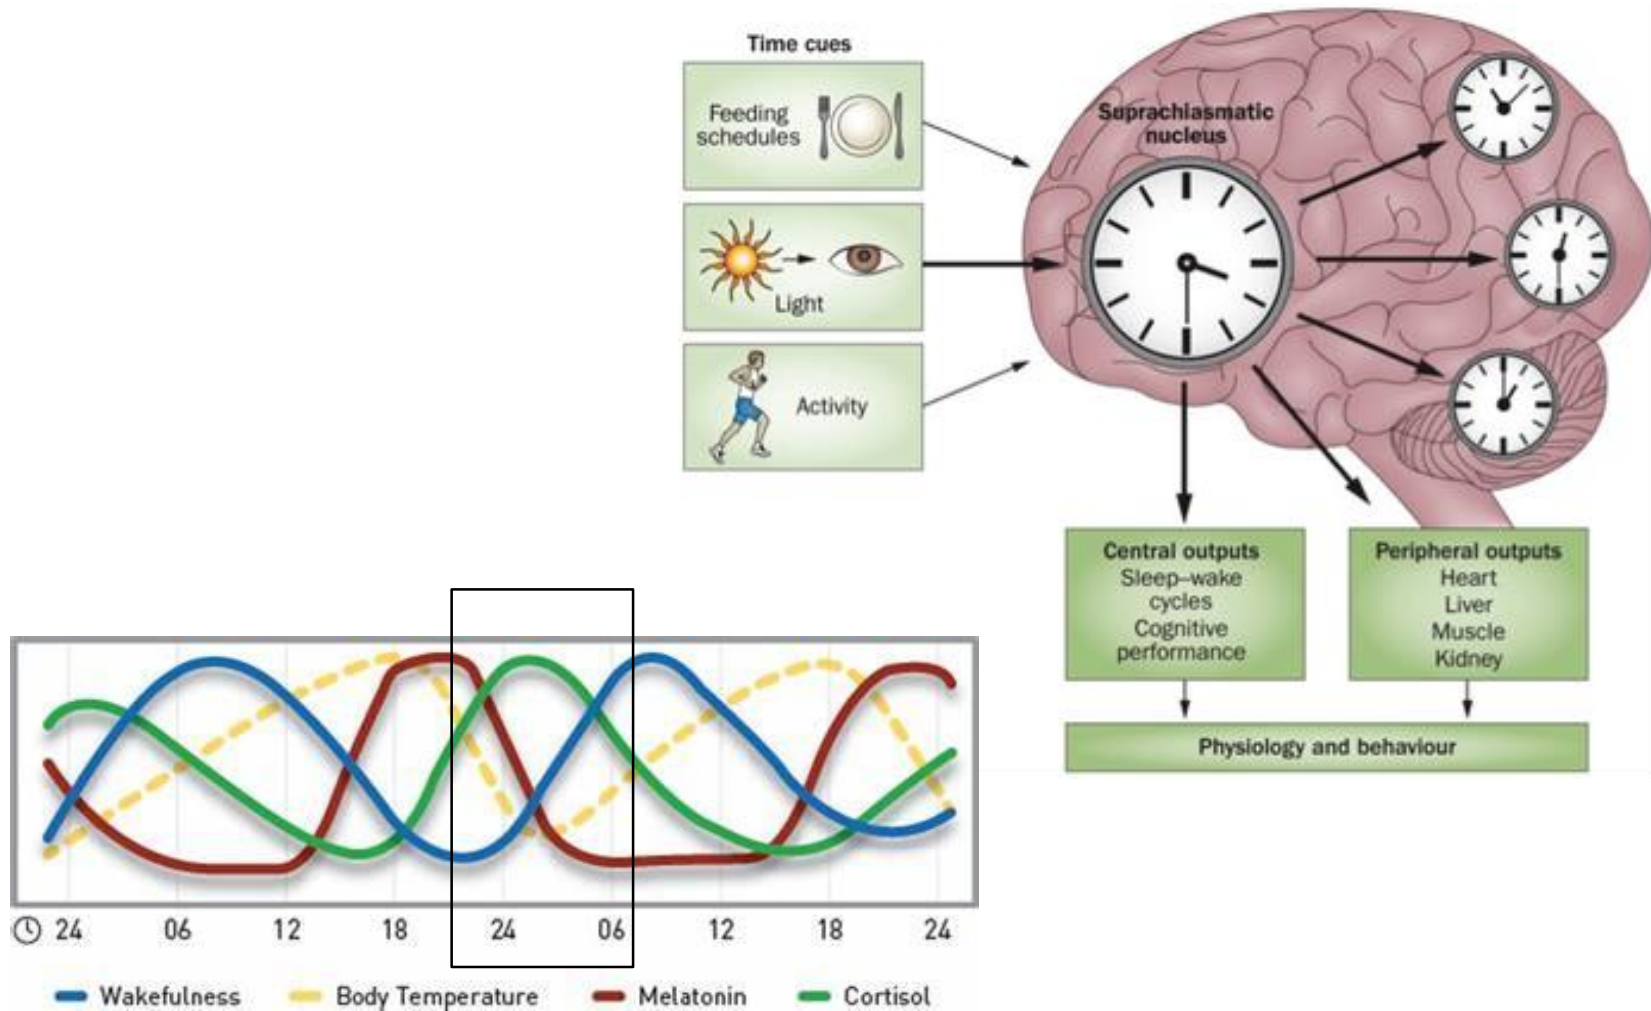 Time cues
Feeding
schedules
Light
Activity
Suprachiasmatic
nucleus
Central outputs
Sleep–wake
cycles
Cognitive
performance
Peripheral outputs
Heart
Liver
Muscle
Kidney
Physiology and behaviour
24 06 12 18 24 06 12 18 24
Wakefulness Body Temperature Melatonin Cortisol